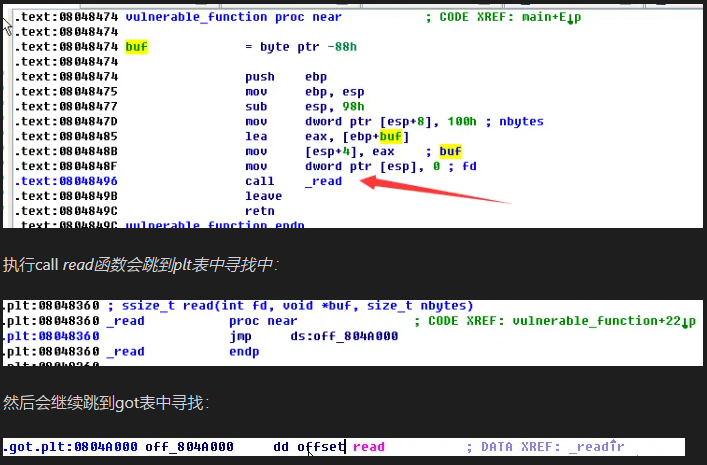 .text:08048474 vulnerable_function proc near ; CODE XREF: main+E↓p
.text:08048474
.text:08048474 buf = byte ptr -88h
.text:08048474
.text:08048474 push ebp
.text:08048475 mov ebp, esp
.text:08048477 sub esp, 98h
.text:0804847D mov dword ptr [esp+8], 100h ; nbytes
.text:08048485 lea eax, [ebp+buf]
.text:0804848B mov [esp+4], eax ; buf
.text:0804848F mov dword ptr [esp], 0 ; fd
.text:08048496 call _read
.text:0804849B leave
.text:0804849C retn
.text:0804849C vulnerable_function endp
执行call read函数会跳到plt表中寻找中：
.plt:08048360 ; ssize_t read(int fd, void *buf, size_t nbytes)
.plt:08048360 _read proc near ; CODE XREF: vulnerable_function+22↓p
.plt:08048360 jmp ds:off_804A000
.plt:08048360 _read endp
.plt:08048360
然后会继续跳到got表中寻找：
.got.plt:0804A000 off_804A000 dd offset read ; DATA XREF: _read↑r